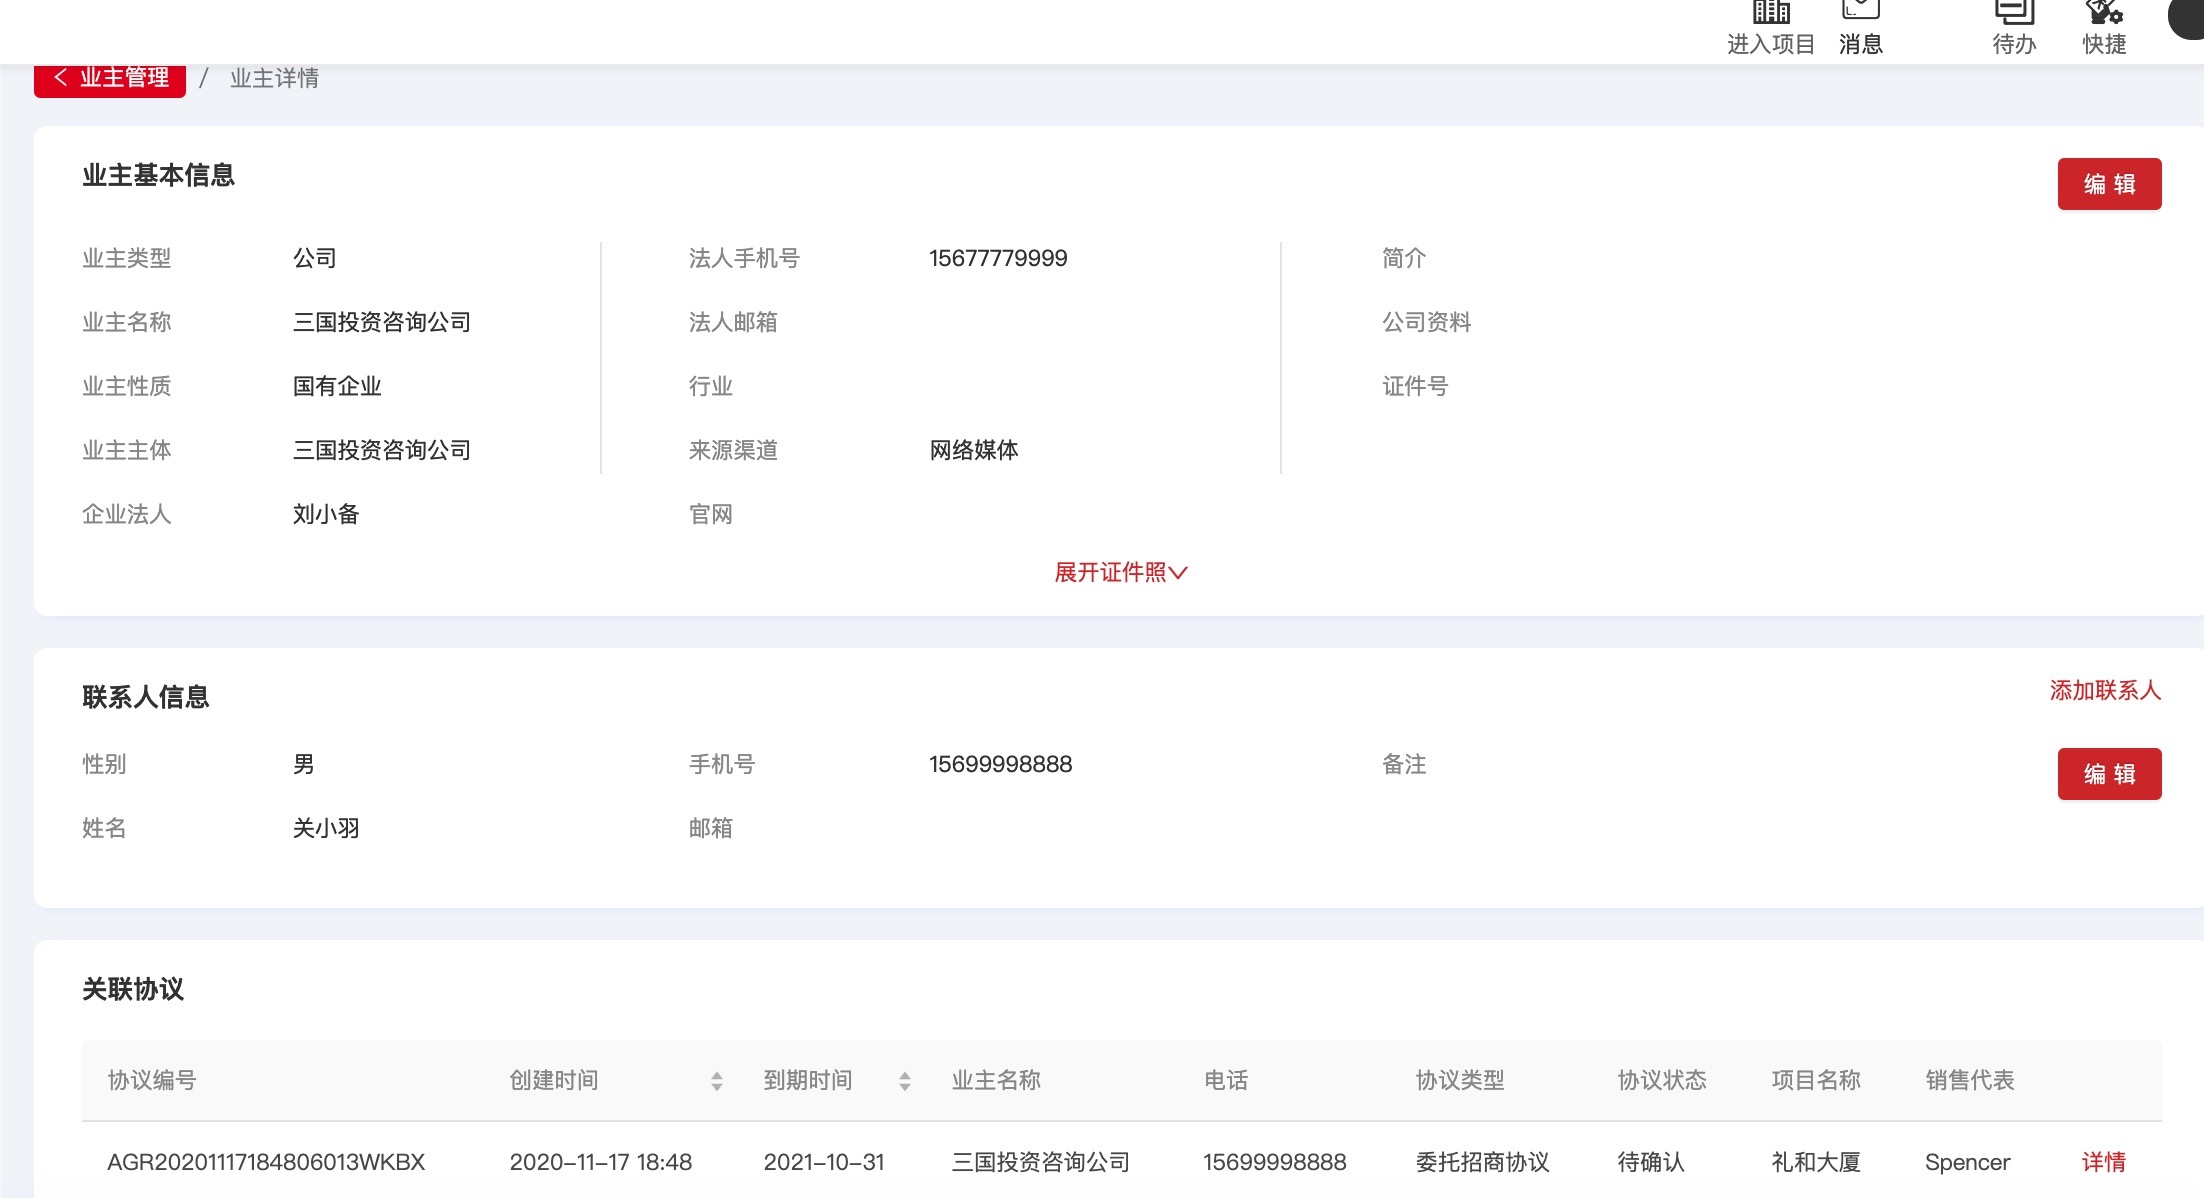 进入项目 消息 待办 快捷
业主管理 / 业主详情
业主基本信息 编 辑
业主类型 公司 法人手机号 15677779999 简介
业主名称 三国投资咨询公司 法人邮箱 公司资料
业主性质 国有企业 行业 证件号
业主主体 三国投资咨询公司 来源渠道 网络媒体
企业法人 刘小备 官网
展开证件照
联系人信息 添加联系人
性别 男 手机号 15699998888 备注 编 辑
姓名 关小羽 邮箱
关联协议
协议编号 创建时间 到期时间 业主名称 电话 协议类型 协议状态 项目名称 销售代表
AGR20201117184806013WKBX 2020-11-17 18:48 2021-10-31 三国投资咨询公司 15699998888 委托招商协议 待确认 礼和大厦 Spencer 详情